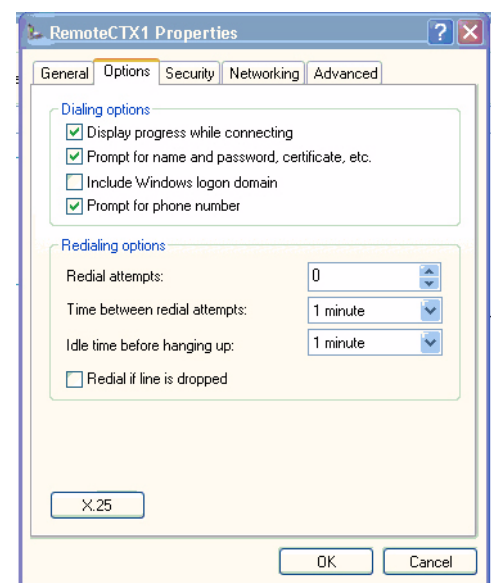 RemoteCTX1 Properties
General Options Security Networking Advanced
Dialing options
Display progress while connecting
Prompt for name and password, certificate, etc.
Include Windows logon domain
Prompt for phone number
Redialing options
Redial attempts: 0
Time between redial attempts: 1 minute
Idle time before hanging up: 1 minute
Redial if line is dropped
X.25
OK Cancel